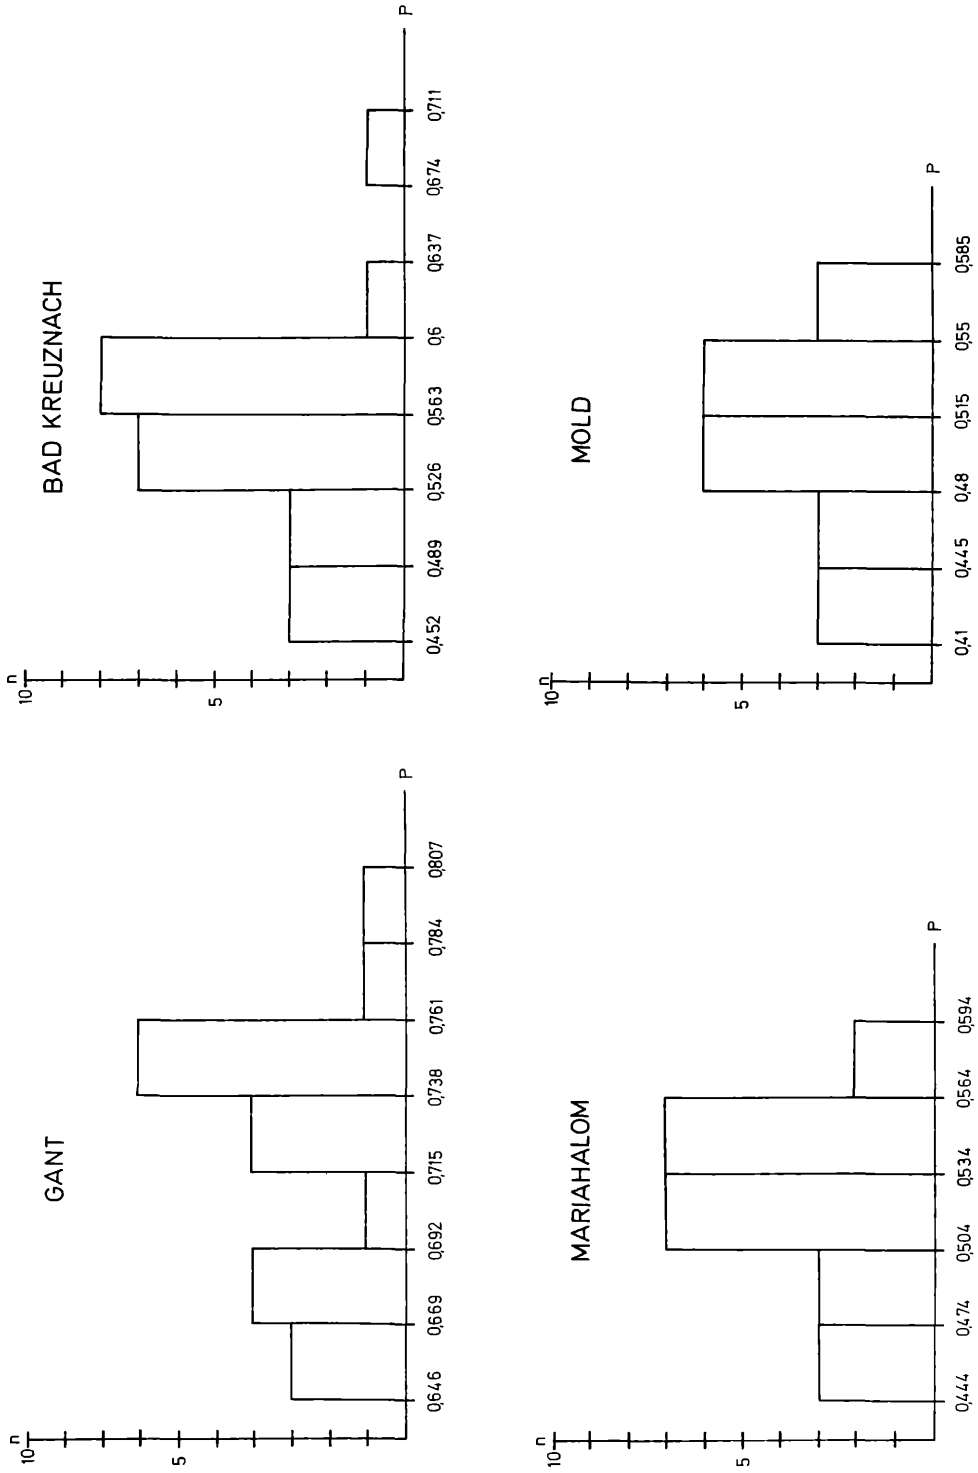 GANT
10 n
5
0,646 0,669 0,692 0,715 0,738 0,761 0,784 0,807 P
BAD KREUZNACH
10 n
5
0,452 0,489 0,526 0,563 0,6 0,637 0,674 0,711 P
MARIAHALOM
10 n
5
0,444 0,474 0,504 0,534 0,564 0,594 P
MOLD
10 n
5
0,41 0,445 0,48 0,515 0,55 0,585 P